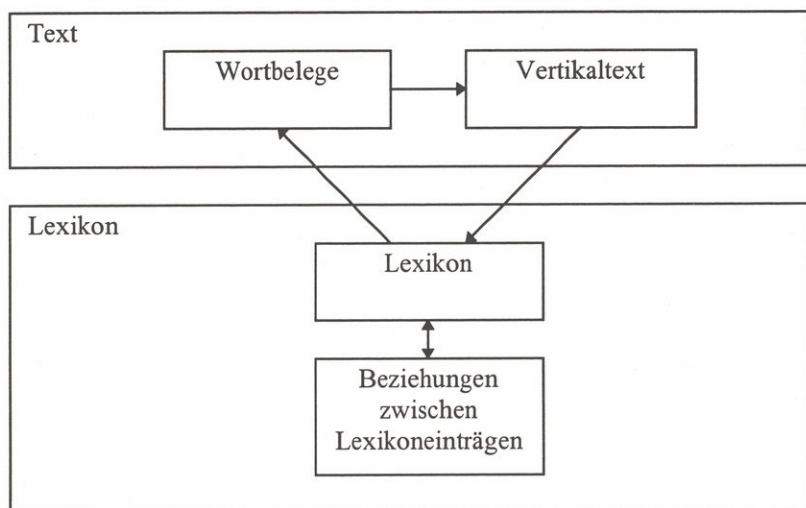 Text
Wortbelege
Vertikaltext
Lexikon
Lexikon
Beziehungen
zwischen
Lexikoneinträgen